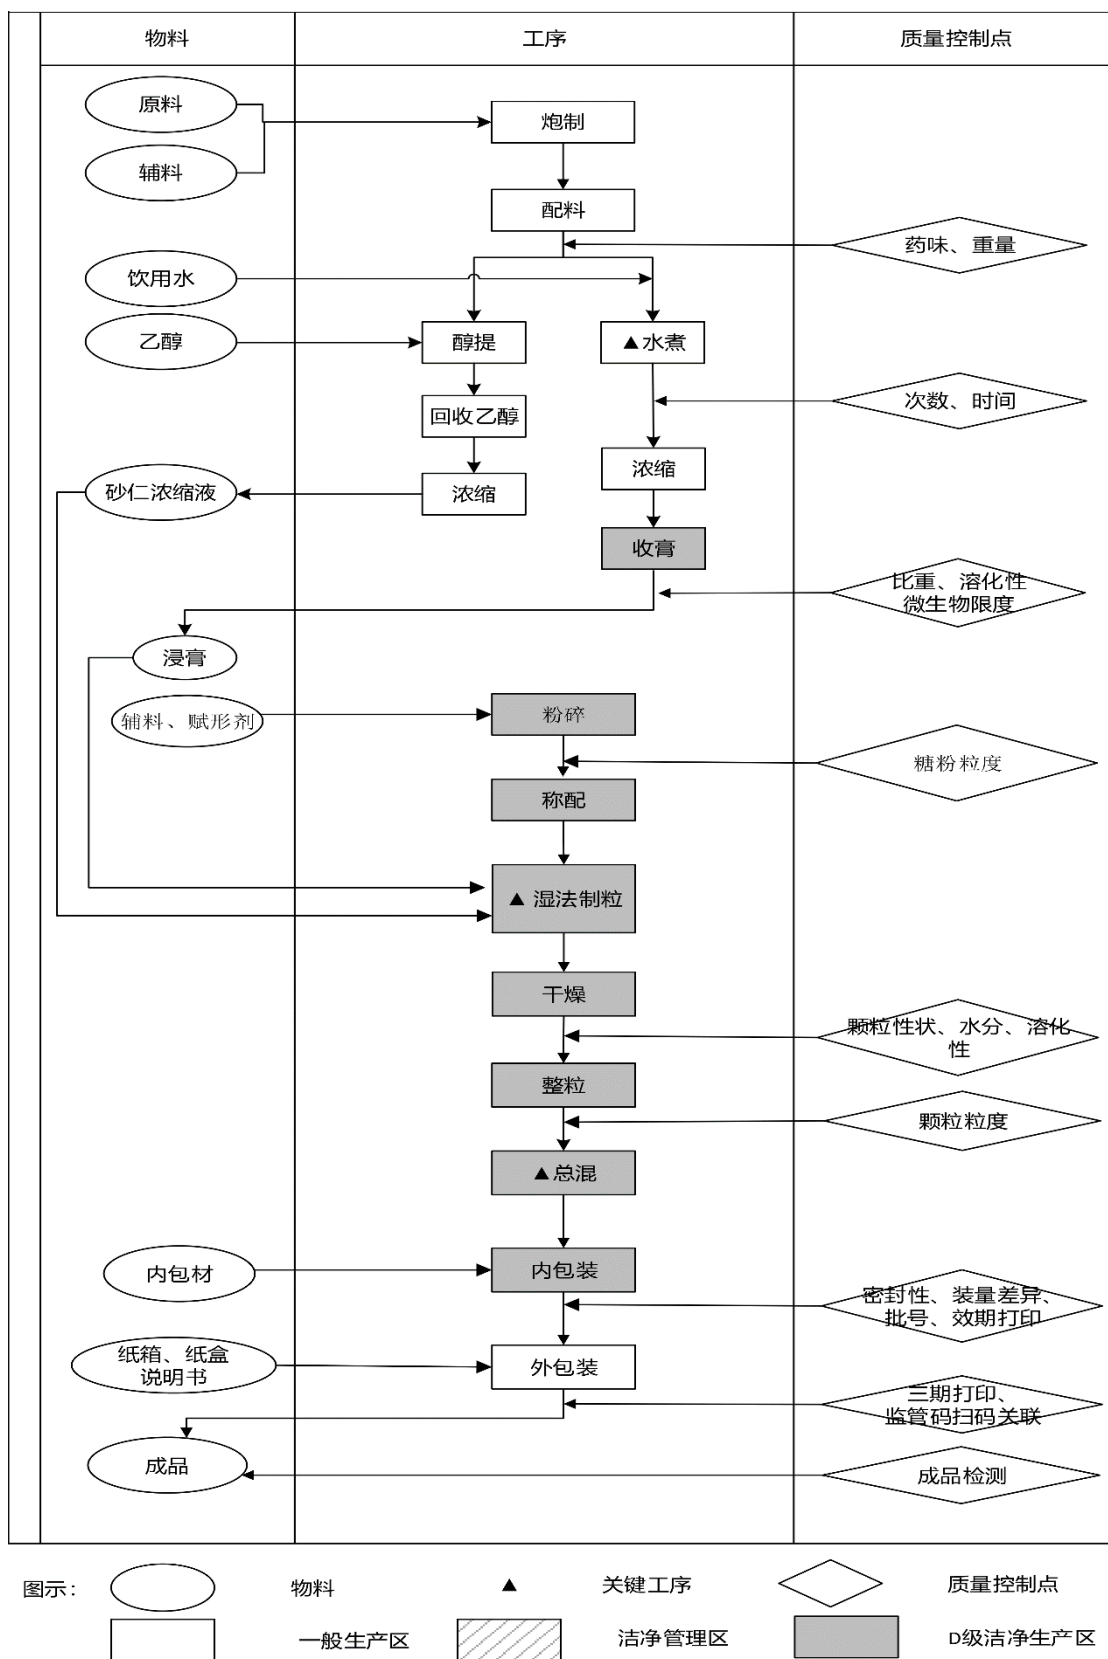 物料
工序
质量控制点
原料
炮制
辅料
配料
药味、重量
饮用水
乙醇
醇提
▲水煮
次数、时间
回收乙醇
浓缩
砂仁浓缩液
浓缩
收膏
比重、溶化性
微生物限度
浸膏
辅料、赋形剂
粉碎
糖粉粒度
称配
▲ 湿法制粒
干燥
颗粒性状、水分、溶化
性
整粒
颗粒粒度
▲总混
内包材
内包装
密封性、装量差异、
批号、效期打印
纸箱、纸盒
说明书
外包装
三期打印、
监管码扫码关联
成品
成品检测
图示：
物料
▲
关键工序
质量控制点
一般生产区
洁净管理区
D级洁净生产区